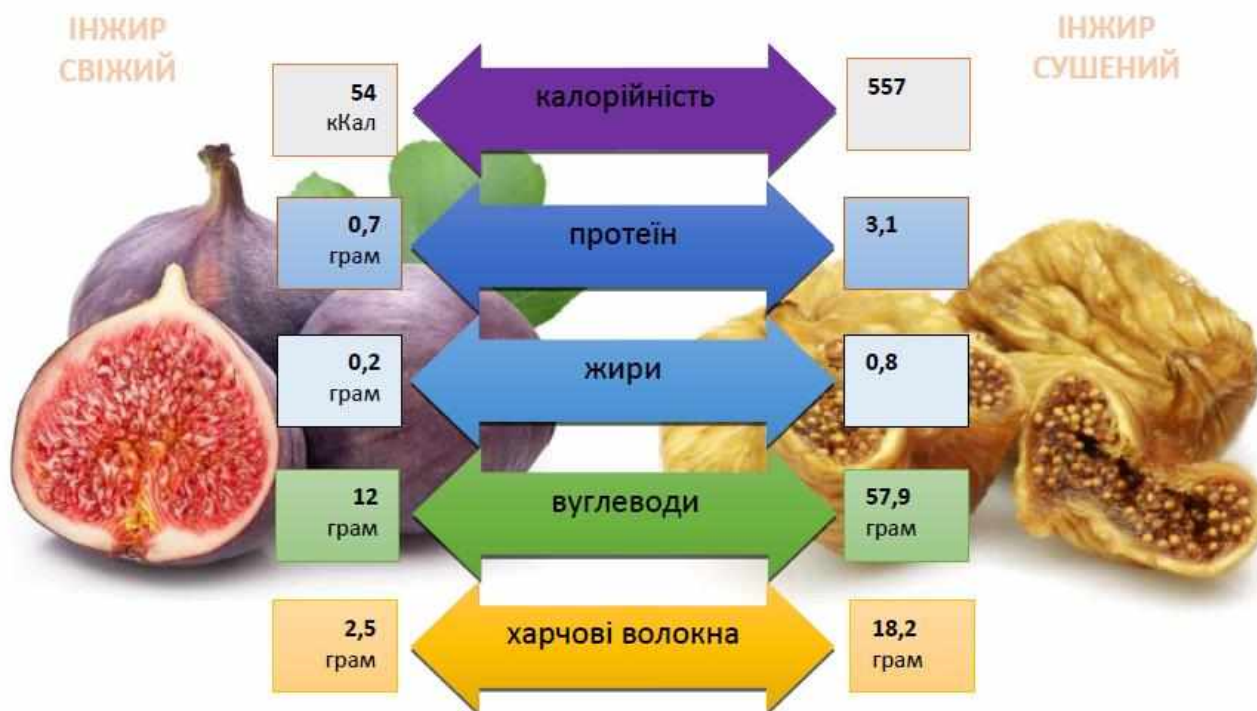 ІНЖИР
СВІЖИЙ
ІНЖИР
СУШЕНИЙ
54
кКал
калорійність
557
0,7
грам
протеїн
3,1
0,2
грам
жири
0,8
12
грам
вуглеводи
57,9
грам
2,5
грам
харчові волокна
18,2
грам